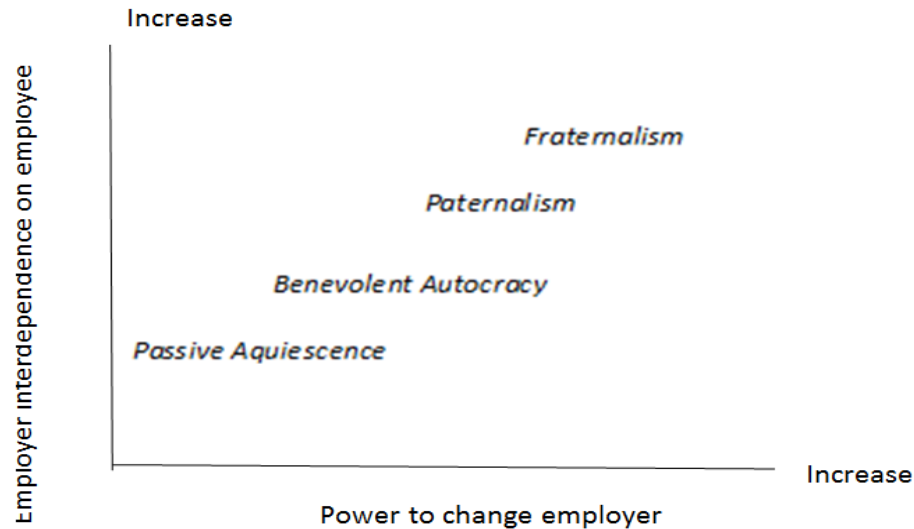 Increase
Employer interdependence on employee
Fraternalism
Paternalism
Benevolent Autocracy
Passive Aquiescence
Increase
Power to change employer